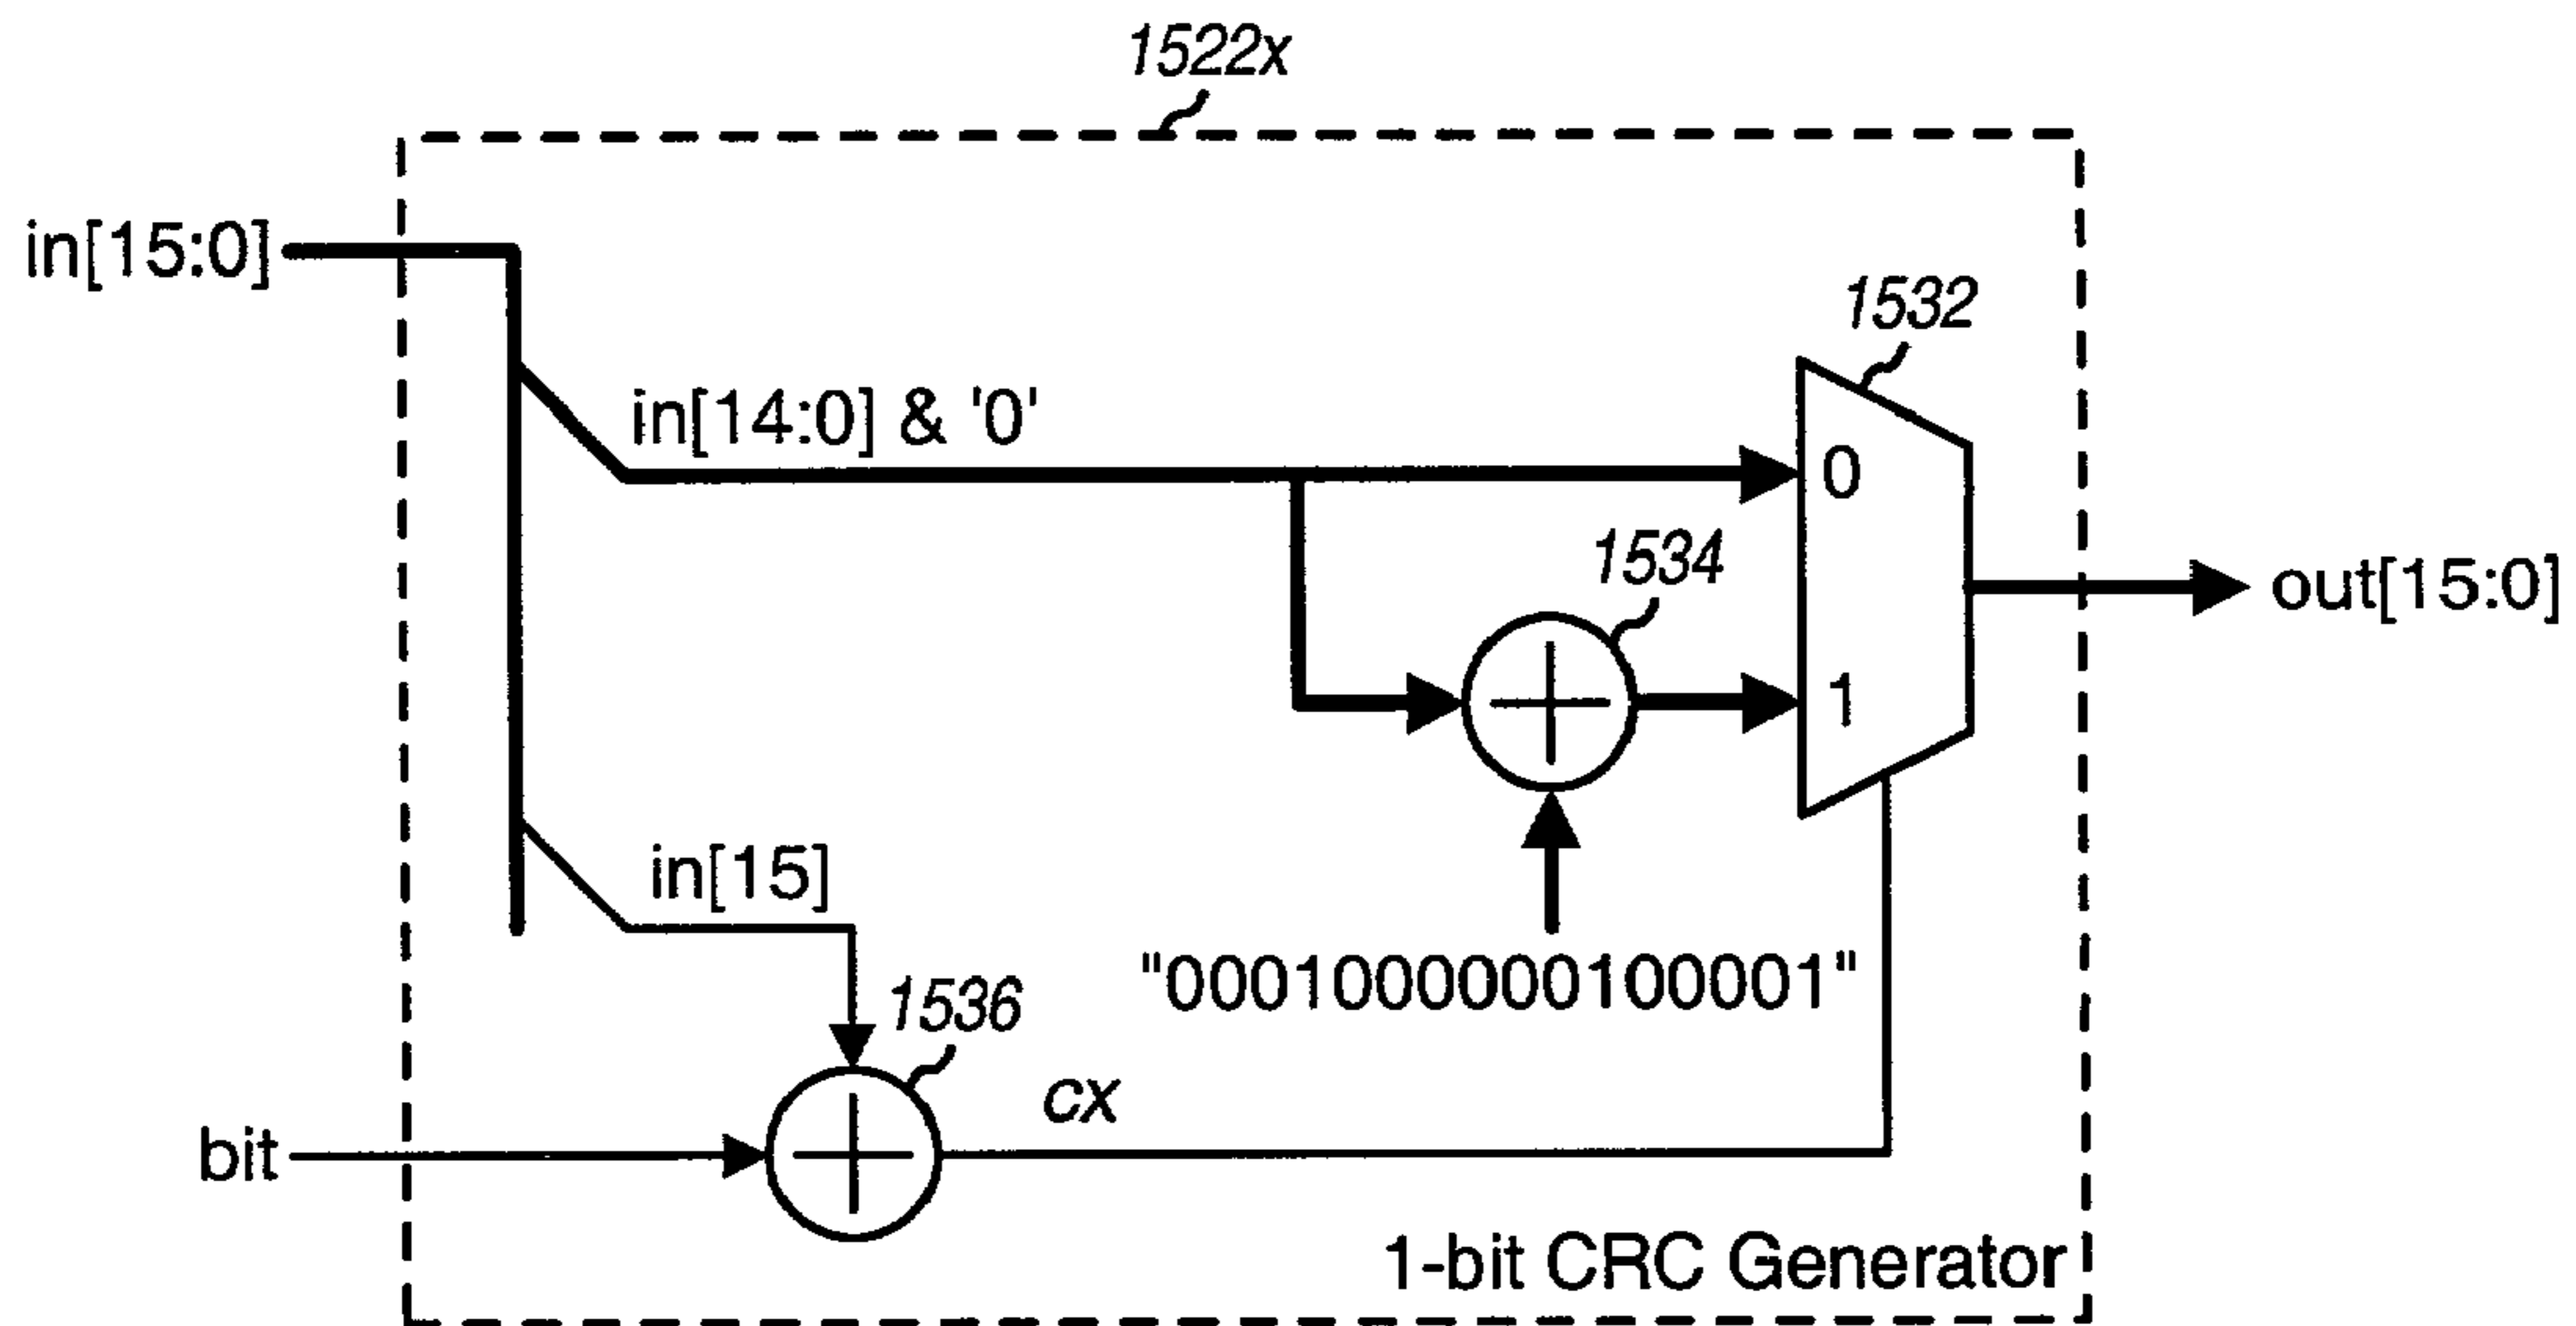 1522x
in[15:0]
1532
in[14:0] & '0'
0
1534
out[15:0]
1
in[15]
"0001000000100001"
1536
cx
bit
1-bit CRC Generator